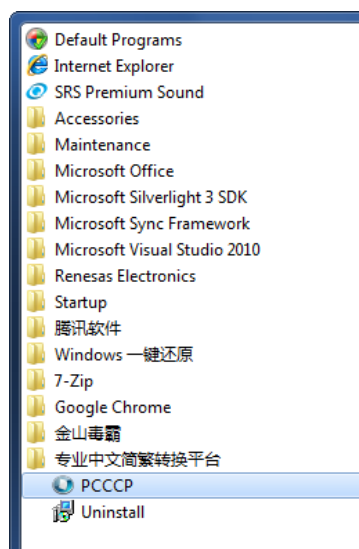 Default Programs
Internet Explorer
SRS Premium Sound
Accessories
Maintenance
Microsoft Office
Microsoft Silverlight 3 SDK
Microsoft Sync Framework
Microsoft Visual Studio 2010
Renesas Electronics
Startup
腾讯软件
Windows 一键还原
7-Zip
Google Chrome
金山毒霸
专业中文简繁转换平台
PCCCP
Uninstall